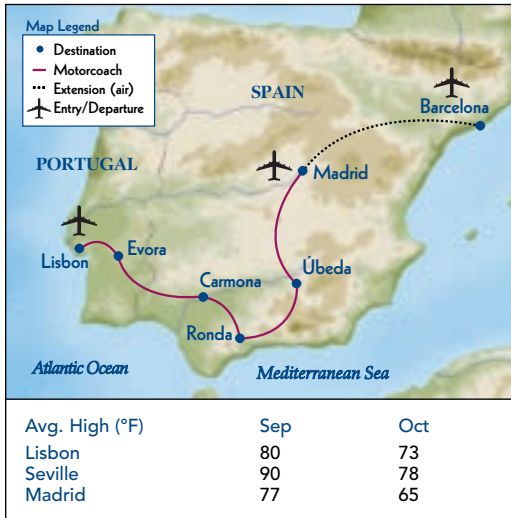 Map Legend
Destination
Motorcoach
Extension (air)
Entry/Departure
SPAIN
Barcelona
PORTUGAL
Madrid
Lisbon
Evora
Carmona
Úbeda
Ronda
Atlantic Ocean
Mediterranean Sea
Avg. High (°F) Sep Oct
Lisbon 80 73
Seville 90 78
Madrid 77 65